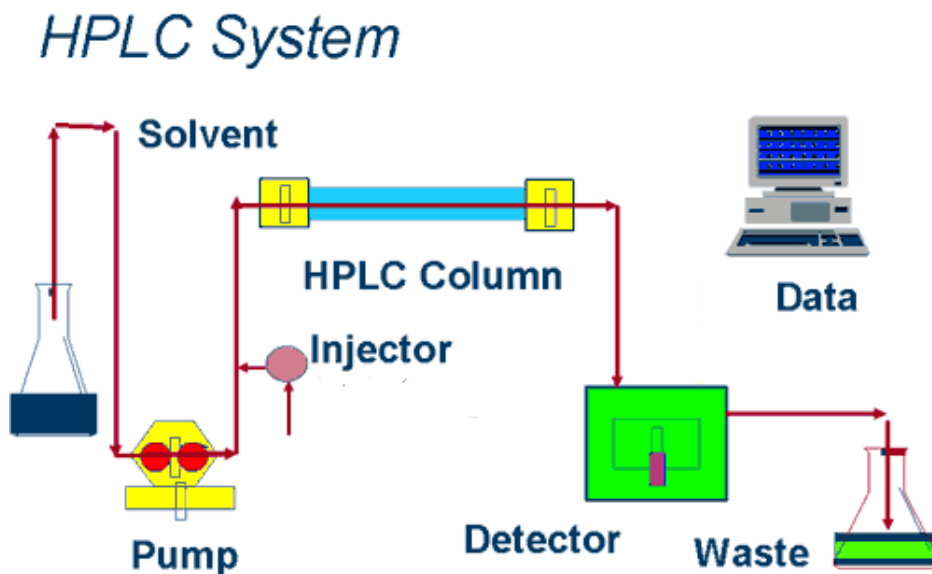 HPLC System
Solvent
HPLC Column
Data
Injector
Pump
Detector
Waste